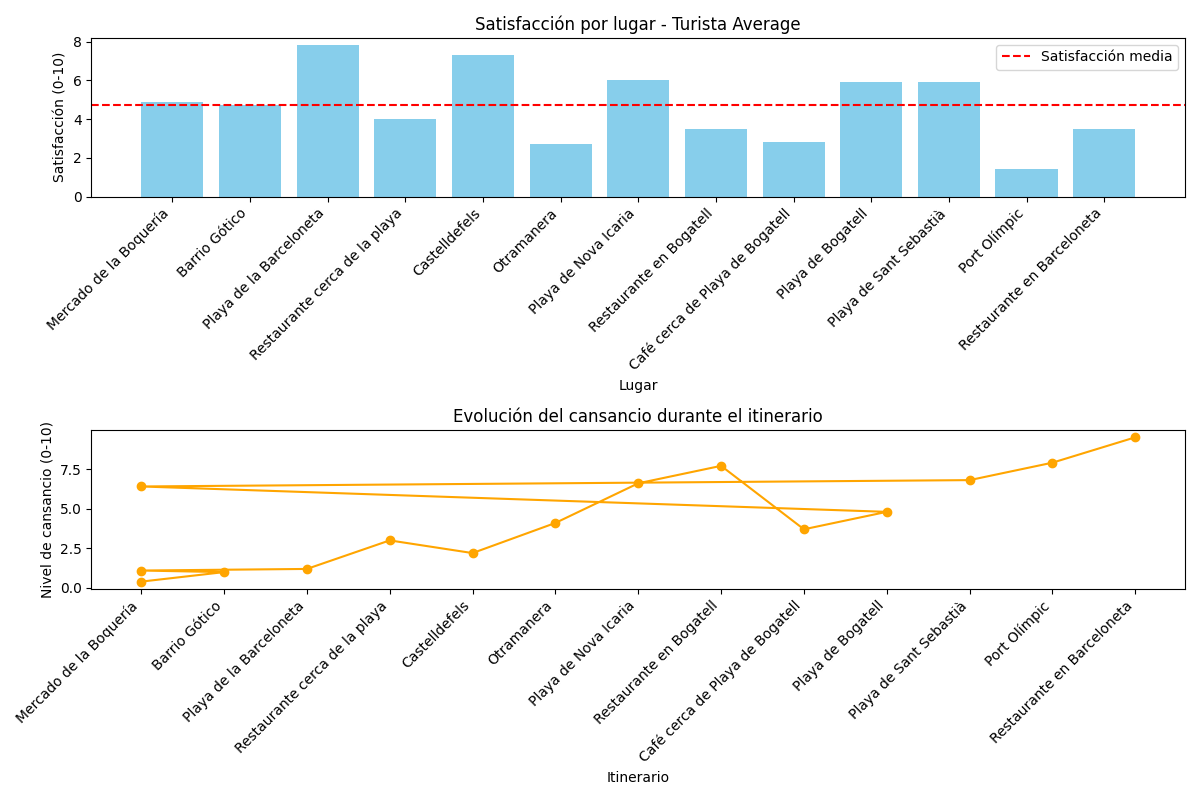 Satisfacción por lugar - Turista Average
Satisfacción (0-10)
8
6
4
2
0
Satisfacción media
Mercado de la Boquería
Barrio Gótico
Playa de la Barceloneta
Restaurante cerca de la playa
Castelldefels
Otramanera
Playa de Nova Icaria
Restaurante en Bogatell
Café cerca de Playa de Bogatell
Playa de Bogatell
Playa de Sant Sebastià
Port Olímpic
Restaurante en Barceloneta
Lugar
Evolución del cansancio durante el itinerario
Nivel de cansancio (0-10)
7.5
5.0
2.5
0.0
Mercado de la Boquería
Barrio Gótico
Playa de la Barceloneta
Restaurante cerca de la playa
Castelldefels
Otramanera
Playa de Nova Icaria
Restaurante en Bogatell
Café cerca de Playa de Bogatell
Playa de Bogatell
Playa de Sant Sebastià
Port Olímpic
Restaurante en Barceloneta
Itinerario